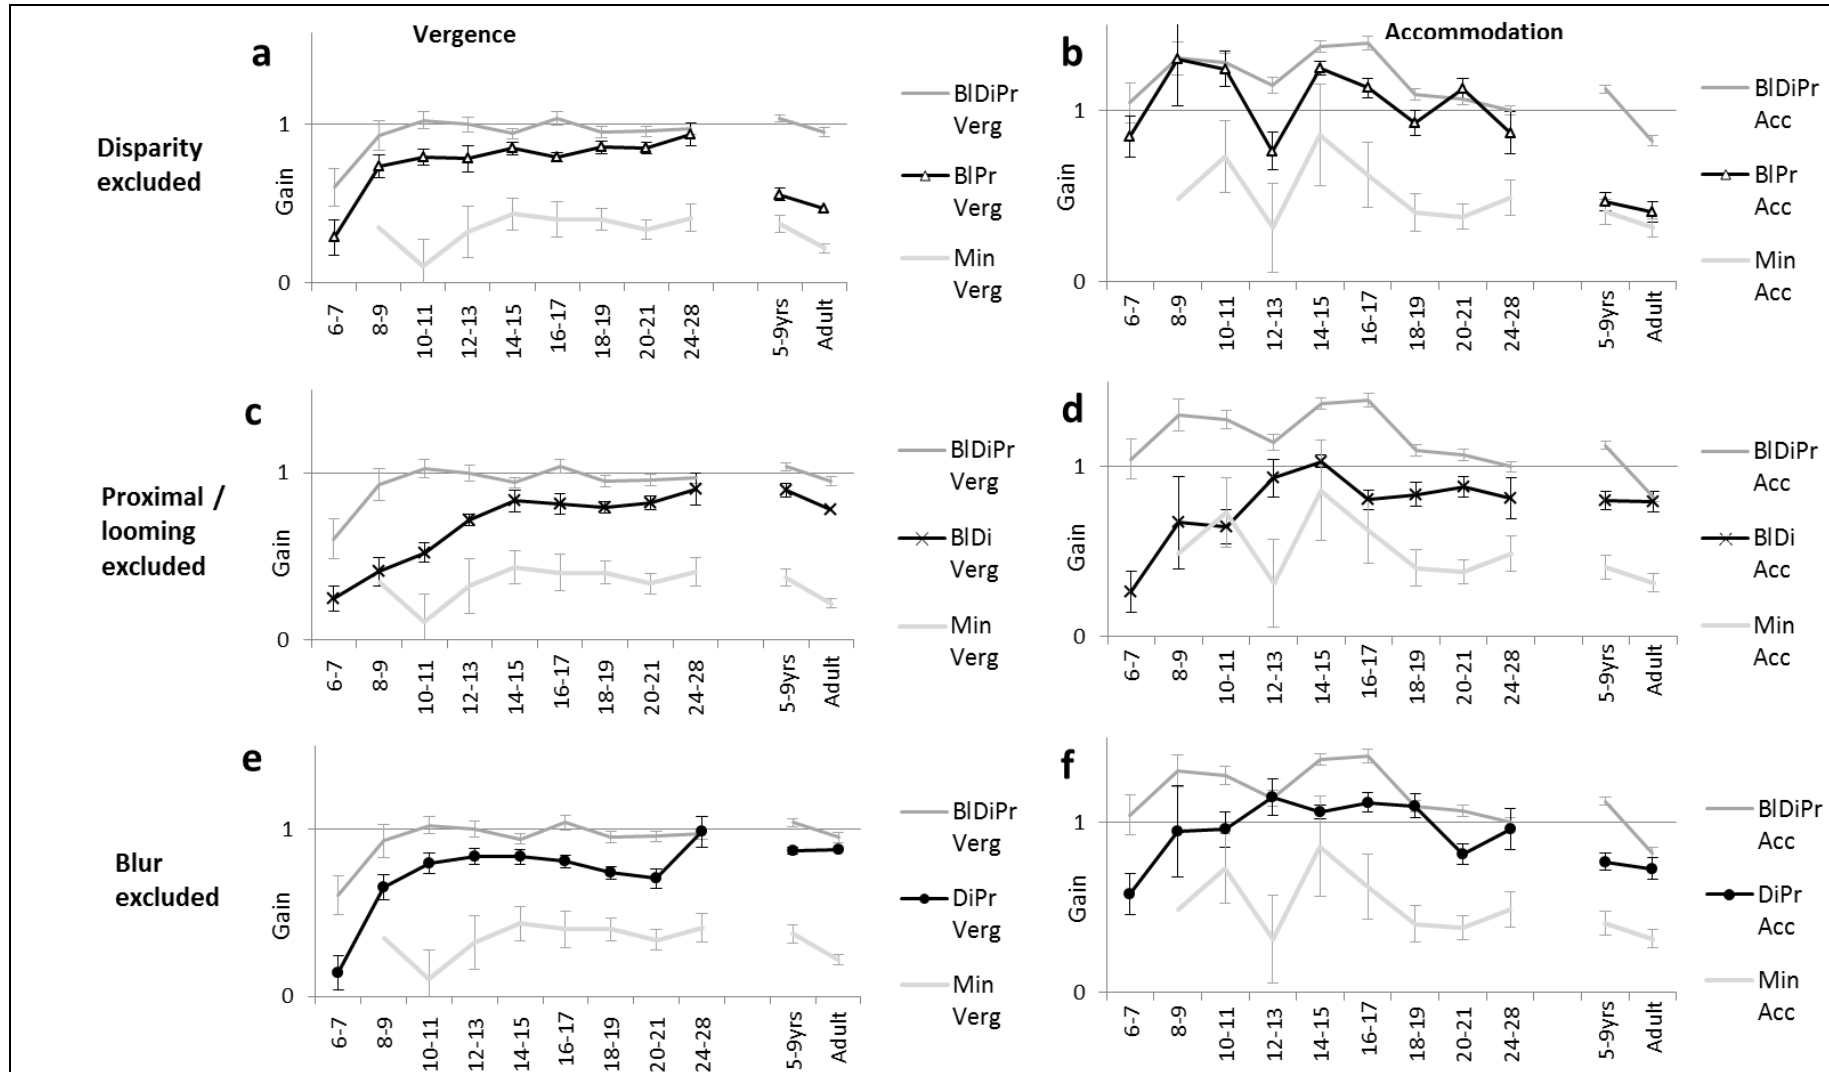 Vergence
Accommodation
Disparity
excluded
a
Gain
1
0
6-7
8-9
10-11
12-13
14-15
16-17
18-19
20-21
24-28
5-9yrs
Adult
BlDiPr
Verg
BlPr
Verg
Min
Verg
b
Gain
1
0
6-7
8-9
10-11
12-13
14-15
16-17
18-19
20-21
24-28
5-9yrs
Adult
BlDiPr
Acc
BlPr
Acc
Min
Acc
Proximal /
looming
excluded
c
Gain
1
0
6-7
8-9
10-11
12-13
14-15
16-17
18-19
20-21
24-28
5-9yrs
Adult
BlDiPr
Verg
BlDi
Verg
Min
Verg
d
Gain
1
0
6-7
8-9
10-11
12-13
14-15
16-17
18-19
20-21
24-28
5-9yrs
Adult
BlDiPr
Acc
BlDi
Acc
Min
Acc
Blur
excluded
e
Gain
1
0
6-7
8-9
10-11
12-13
14-15
16-17
18-19
20-21
24-28
5-9yrs
Adult
BlDiPr
Verg
DiPr
Verg
Min
Verg
f
Gain
1
0
6-7
8-9
10-11
12-13
14-15
16-17
18-19
20-21
24-28
5-9yrs
Adult
BlDiPr
Acc
DiPr
Acc
Min
Acc